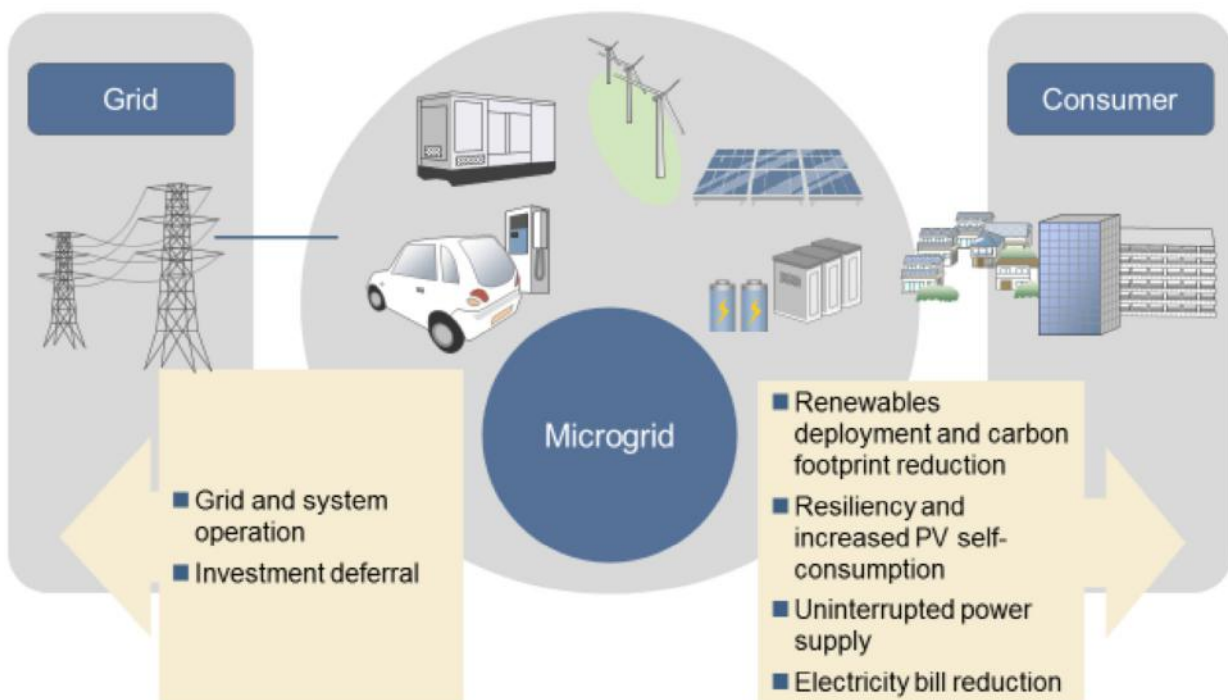 Grid
Consumer
Microgrid
■ Grid and system
operation
■ Investment deferral
■ Renewables
deployment and carbon
footprint reduction
■ Resiliency and
increased PV self-
consumption
■ Uninterrupted power
supply
■ Electricity bill reduction